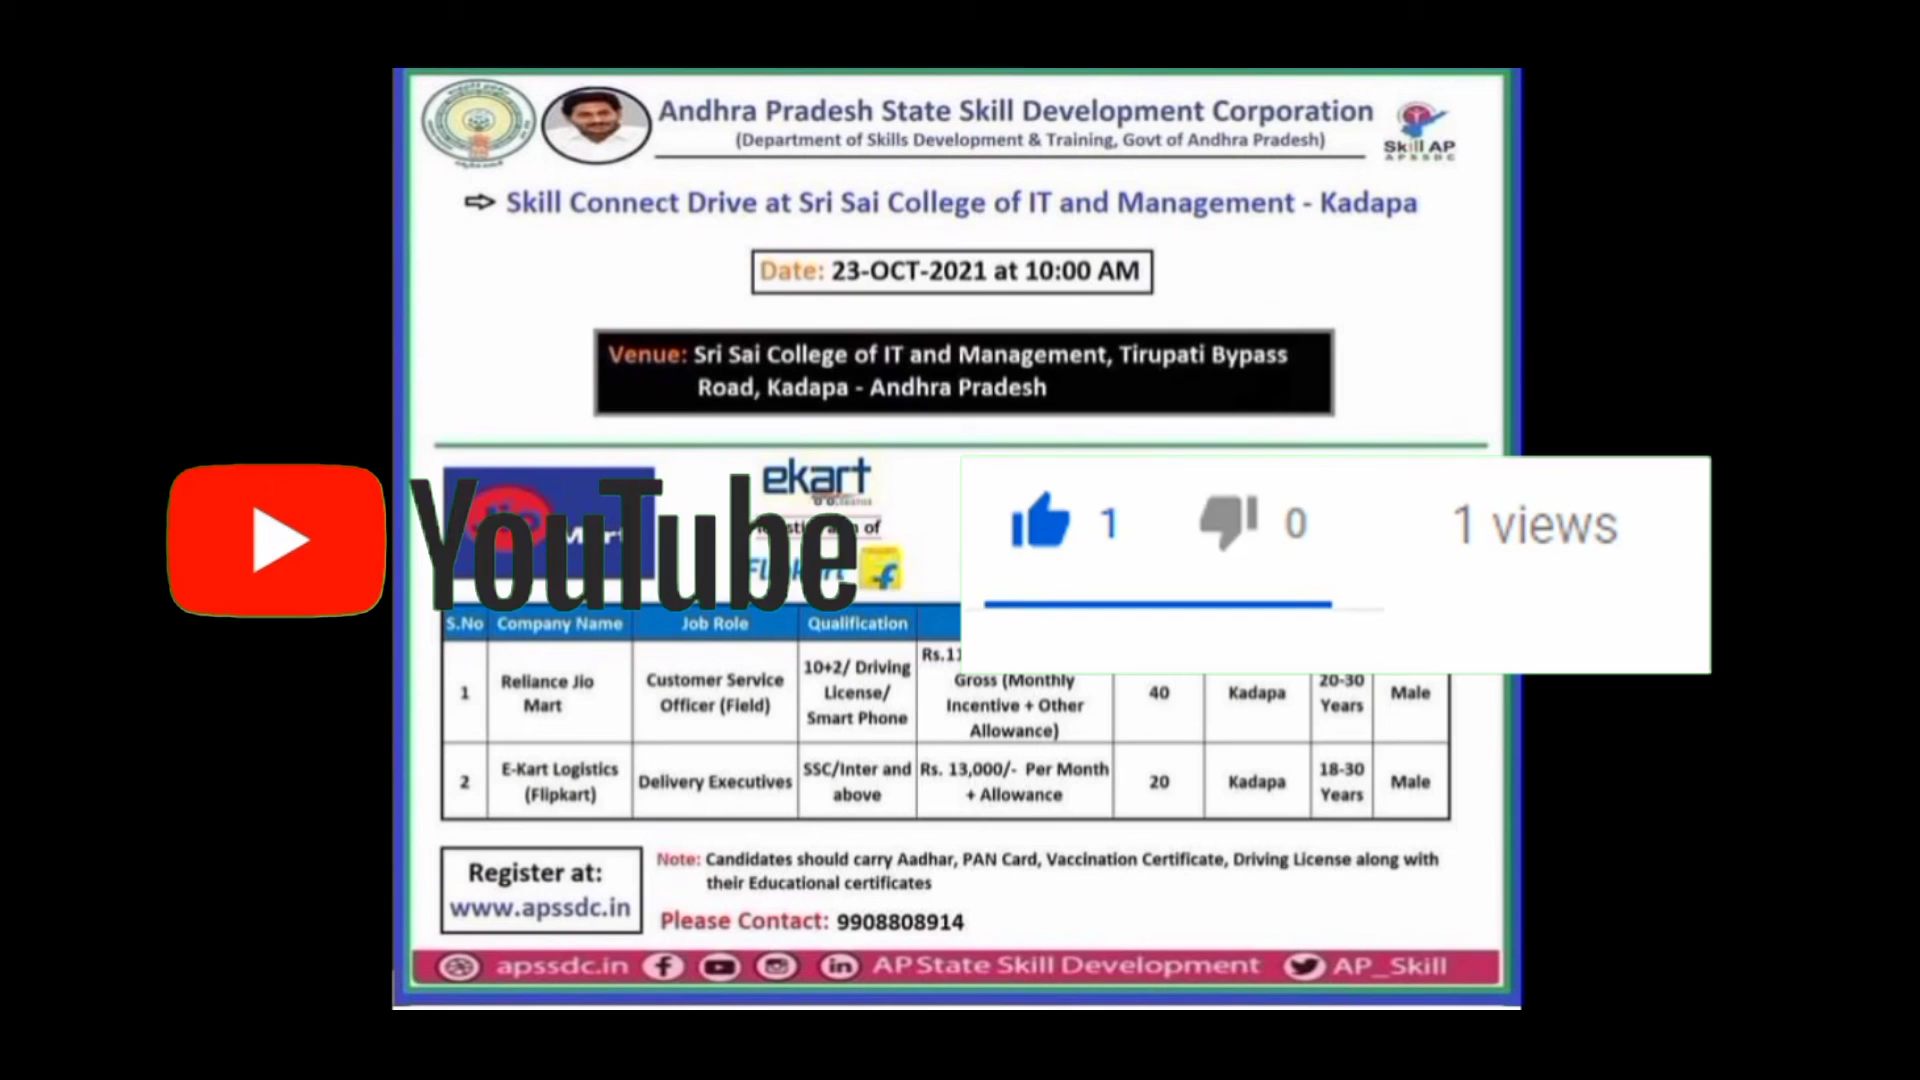 Andhra Pradesh State Skill Development Corporation
(Department of Skills Development & Training, Govt of Andhra Pradesh)
Skill AP
APSSDC
⇨ Skill Connect Drive at Sri Sai College of IT and Management - Kadapa
Date: 23-OCT-2021 at 10:00 AM
Venue: Sri Sai College of IT and Management, Tirupati Bypass
Road, Kadapa - Andhra Pradesh
Jio
Mart
ekart
of
Flipkart
YouTube
1 0 1 views
S.No Company Name Job Role Qualification
1 Reliance Jio Mart Customer Service Officer (Field) 10+2/ Driving License/ Smart Phone Rs.11 Gross (Monthly Incentive + Other Allowance) 40 Kadapa 20-30 Years Male
2 E-Kart Logistics (Flipkart) Delivery Executives SSC/Inter and above Rs. 13,000/- Per Month + Allowance 20 Kadapa 18-30 Years Male
Register at:
www.apssdc.in
Note: Candidates should carry Aadhar, PAN Card, Vaccination Certificate, Driving License along with
their Educational certificates
Please Contact: 9908808914
apssdc.in AP State Skill Development AP_Skill